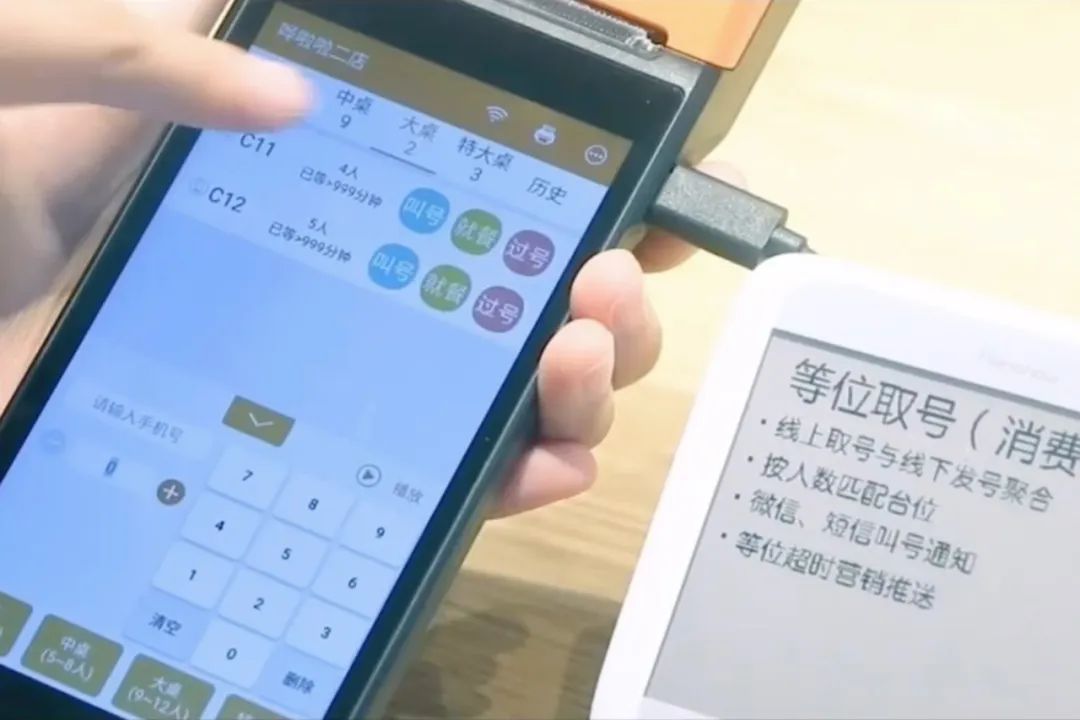 哗啦啦二店
中桌
9
大桌
2
特大桌
3
历史
C11
4人
已等>999分钟
叫号
就餐
过号
C12
5人
已等>999分钟
叫号
就餐
过号
请输入手机号
0
播放
7
8
9
4
5
6
1
2
3
清空
0
删除
中桌
(5-8人)
大桌
(9-12人)
等位取号(消费
·线上取号与线下发号聚合
·按人数匹配台位
·微信、短信叫号通知
·等位超时营销推送